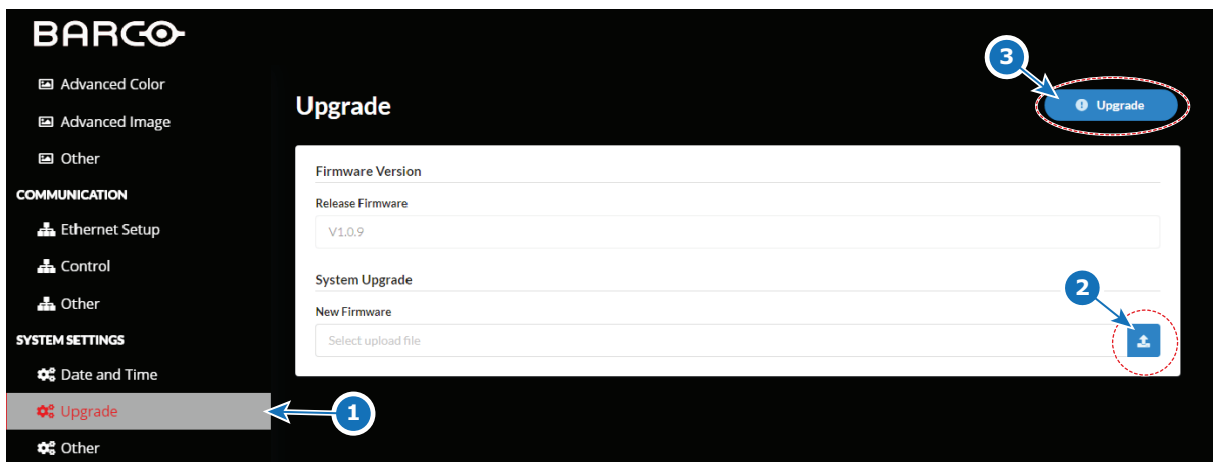 BARCO
Advanced Color
Advanced Image
Other
COMMUNICATION
Ethernet Setup
Control
Other
SYSTEM SETTINGS
Date and Time
Upgrade
Other
1
Upgrade
3
Upgrade
Firmware Version
Release Firmware
V1.0.9
System Upgrade
2
New Firmware
Select upload file